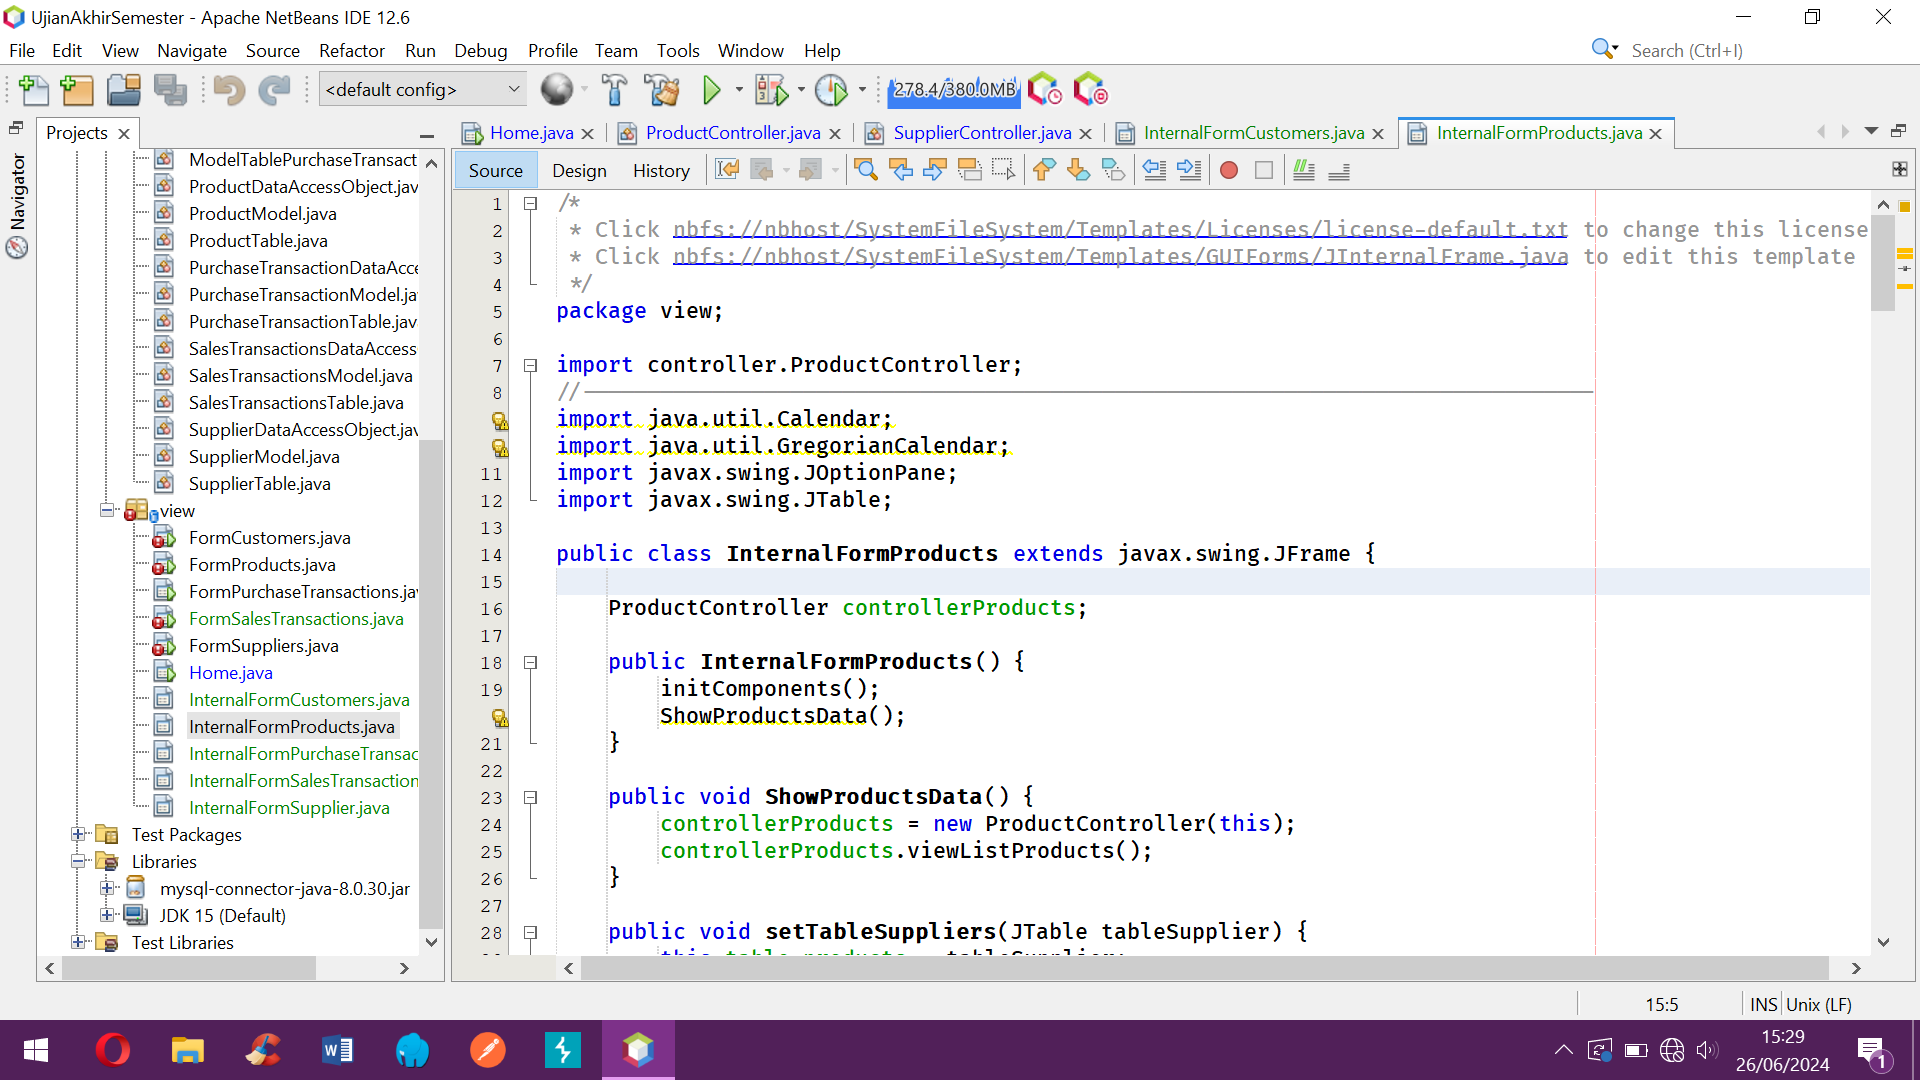 UjianAkhirSemester - Apache NetBeans IDE 12.6
File Edit View Navigate Source Refactor Run Debug Profile Team Tools Window Help
Search (Ctrl+I)
<default config>
278.4/380.0MB
Projects
Navigator
ModelTablePurchaseTransact
ProductDataAccessObject.jav
ProductModel.java
ProductTable.java
PurchaseTransactionDataAcce
PurchaseTransactionModel.ja
PurchaseTransactionTable.jav
SalesTransactionsDataAccess
SalesTransactionsModel.java
SalesTransactionsTable.java
SupplierDataAccessObject.jav
SupplierModel.java
SupplierTable.java
view
FormCustomers.java
FormProducts.java
FormPurchaseTransactions.jav
FormSalesTransactions.java
FormSuppliers.java
Home.java
InternalFormCustomers.java
InternalFormProducts.java
InternalFormPurchaseTransac
InternalFormSalesTransaction
InternalFormSupplier.java
Test Packages
Libraries
mysql-connector-java-8.0.30.jar
JDK 15 (Default)
Test Libraries
Home.java ProductController.java SupplierController.java InternalFormCustomers.java InternalFormProducts.java
Source Design History
1 /*
2 * Click nbfs://nbhost/SystemFileSystem/Templates/Licenses/license-default.txt to change this license
3 * Click nbfs://nbhost/SystemFileSystem/Templates/GUIForms/JInternalFrame.java to edit this template
4 */
5 package view;
6
7 import controller.ProductController;
8 //
import java.util.Calendar;
import java.util.GregorianCalendar;
11 import javax.swing.JOptionPane;
12 import javax.swing.JTable;
13
14 public class InternalFormProducts extends javax.swing.JFrame {
15
16 ProductController controllerProducts;
17
18 public InternalFormProducts() {
19 initComponents();
ShowProductsData();
21 }
22
23 public void ShowProductsData() {
24 controllerProducts = new ProductController(this);
25 controllerProducts.viewListProducts();
26 }
27
28 public void setTableSuppliers(JTable tableSupplier) {
15:5 INS Unix (LF)
15:29
26/06/2024
1